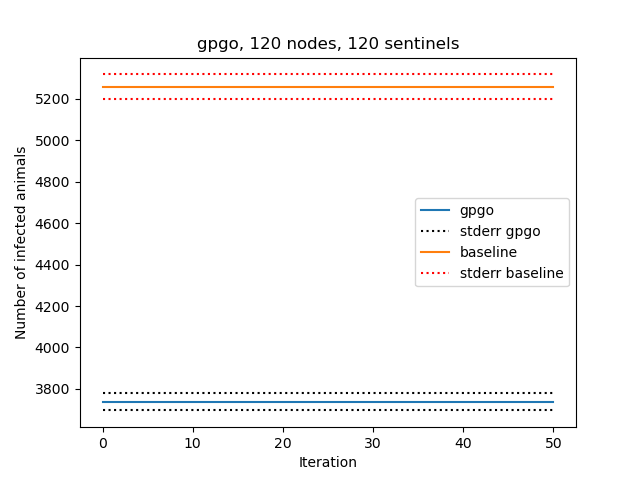 gpgo, 120 nodes, 120 sentinels
Number of infected animals
5200
5000
4800
4600
4400
4200
4000
3800
gpgo
stderr gpgo
baseline
stderr baseline
0 10 20 30 40 50
Iteration